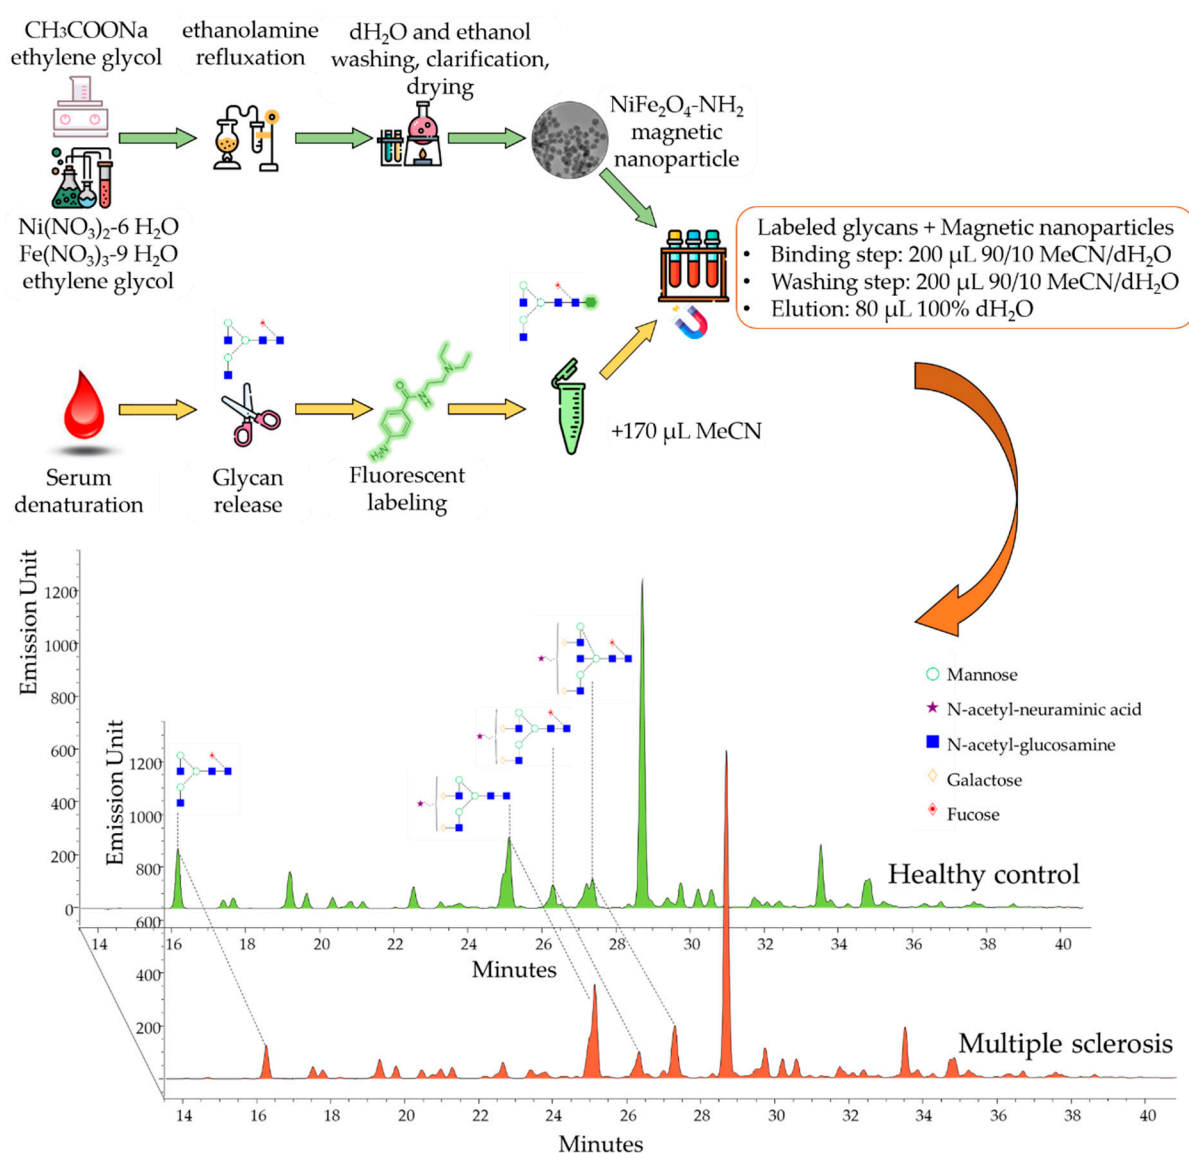 CH₃COONa
ethylene glycol
ethanolamine
refluxation
dH₂O and ethanol
washing, clarification,
drying
NiFe₂O₄-NH₂
magnetic
nanoparticle
Ni(NO₃)₂-6 H₂O
Fe(NO₃)₃-9 H₂O
ethylene glycol
Labeled glycans + Magnetic nanoparticles
• Binding step: 200 µL 90/10 MeCN/dH₂O
• Washing step: 200 µL 90/10 MeCN/dH₂O
• Elution: 80 µL 100% dH₂O
O
N
NH
H₂N
+170 µL MeCN
Serum
denaturation
Glycan
release
Fluorescent
labeling
Emission Unit
1200
1000
800
600
400
200
0
14 16 18 20 22 24 26 28 30 32 34 36 38 40
Minutes
Healthy control
Mannose
N-acetyl-neuraminic acid
N-acetyl-glucosamine
Galactose
Fucose
Emission Unit
1200
1000
800
600
400
200
14 16 18 20 22 24 26 28 30 32 34 36 38 40
Minutes
Multiple sclerosis